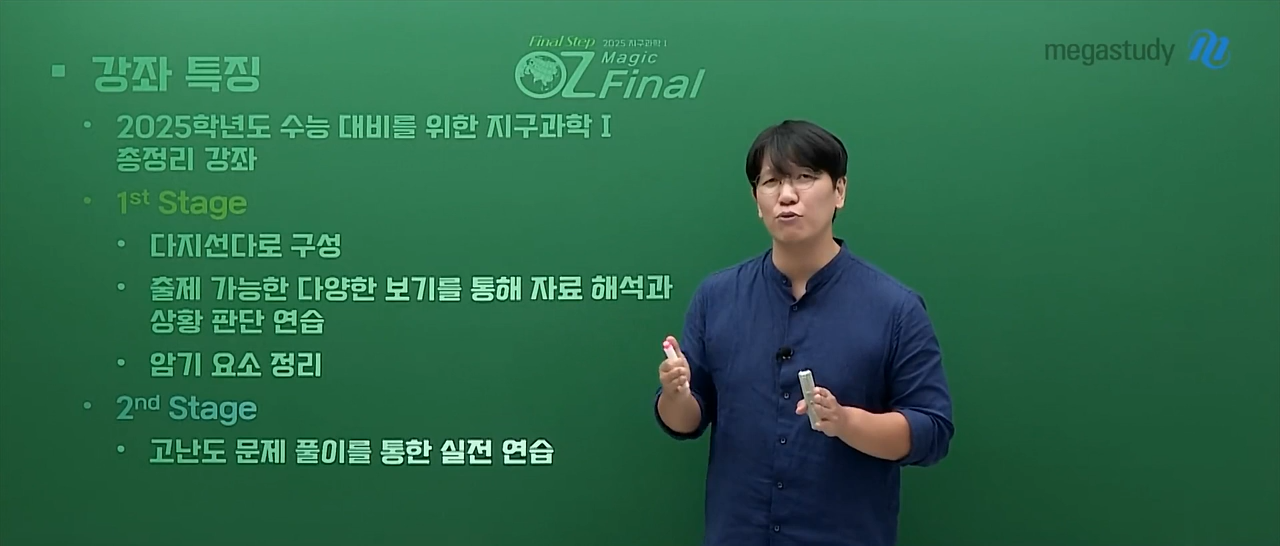 Final Step 2025 지구과학 I
OZ Magic
Final
megastudy
▪ 강좌 특징
• 2025학년도 수능 대비를 위한 지구과학 I
총정리 강좌
• 1st Stage
• 다지선다로 구성
• 출제 가능한 다양한 보기를 통해 자료 해석과
상황 판단 연습
• 암기 요소 정리
• 2nd Stage
• 고난도 문제 풀이를 통한 실전 연습